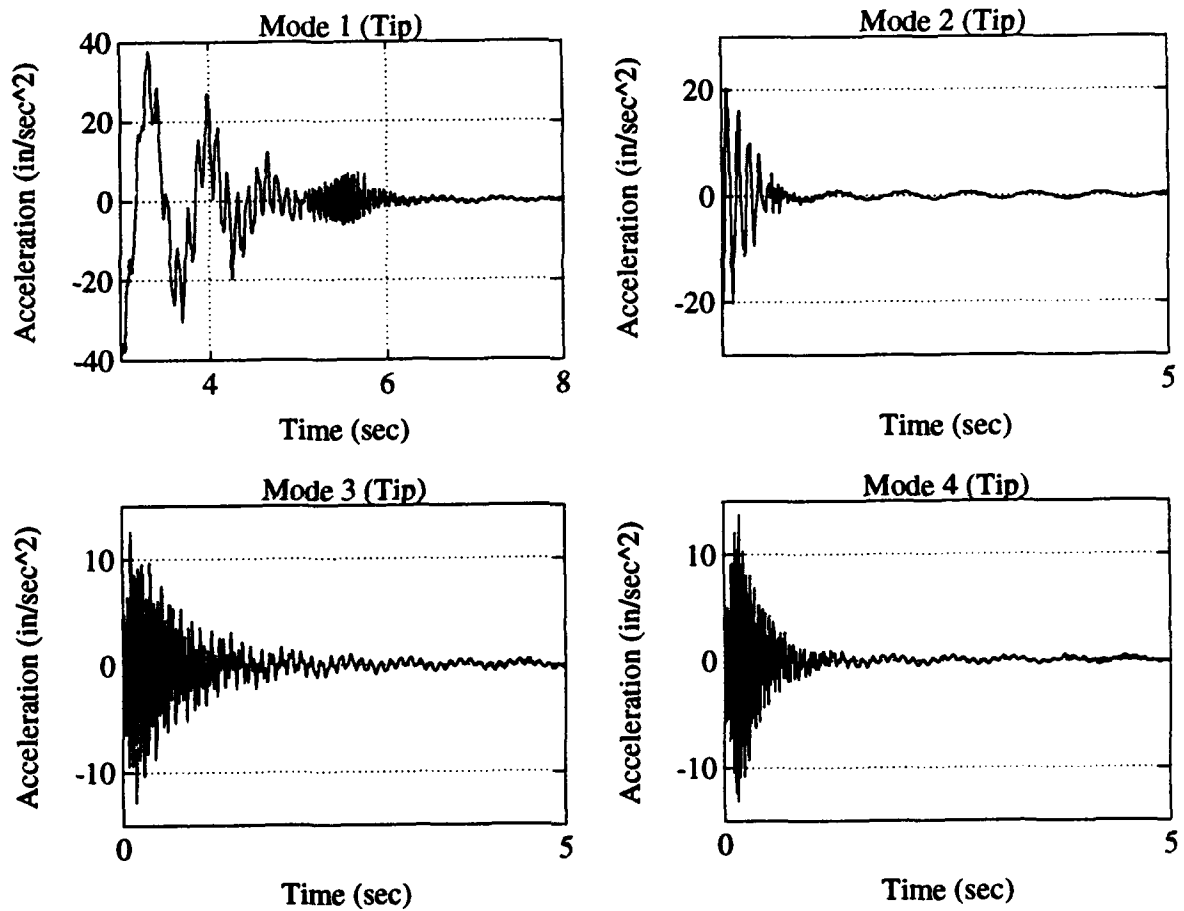 Mode 1 (Tip)
Acceleration (in/sec^2)
40
20
0
-20
-40
4
6
8
Time (sec)
Mode 2 (Tip)
Acceleration (in/sec^2)
20
0
-20
5
Time (sec)
Mode 3 (Tip)
Acceleration (in/sec^2)
10
0
-10
0
5
Time (sec)
Mode 4 (Tip)
Acceleration (in/sec^2)
10
0
-10
0
5
Time (sec)